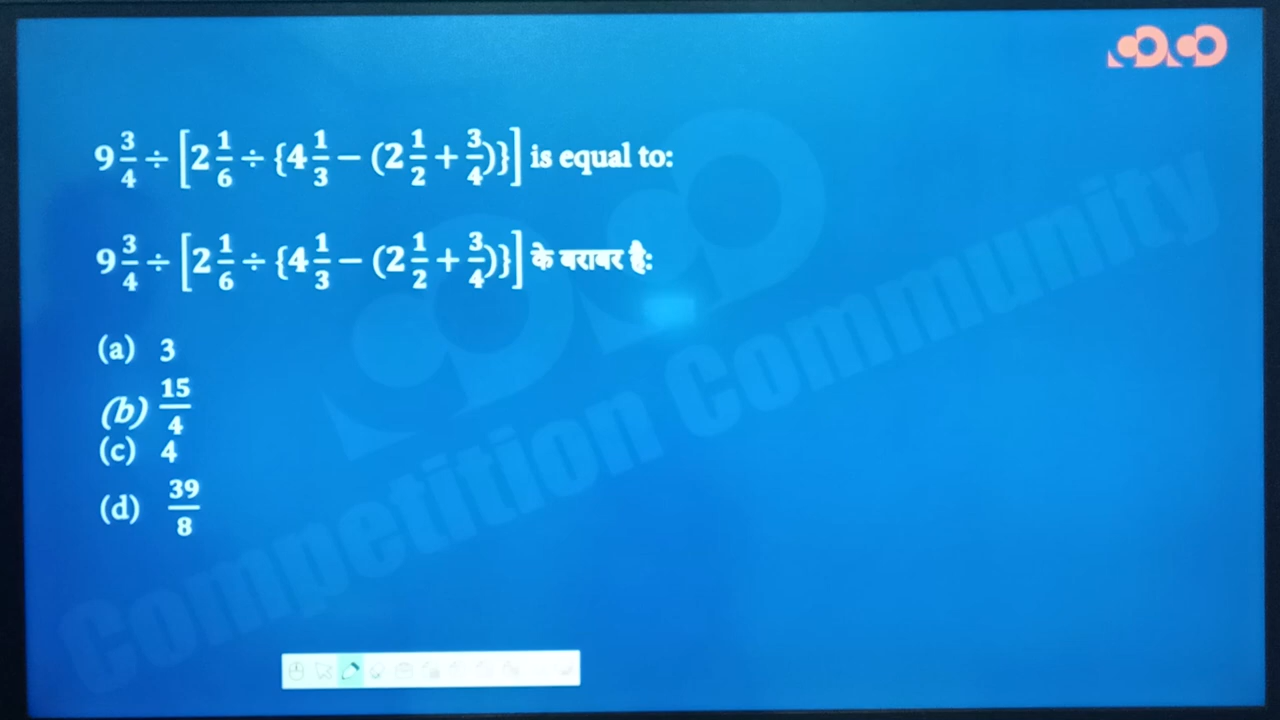 9 3/4 ÷ [2 1/6 ÷ {4 1/3 − (2 1/2 + 3/4)}] is equal to:
9 3/4 ÷ [2 1/6 ÷ {4 1/3 − (2 1/2 + 3/4)}] के बराबर है:
(a) 3
(b) 15/4
(c) 4
(d) 39/8
Competition Community